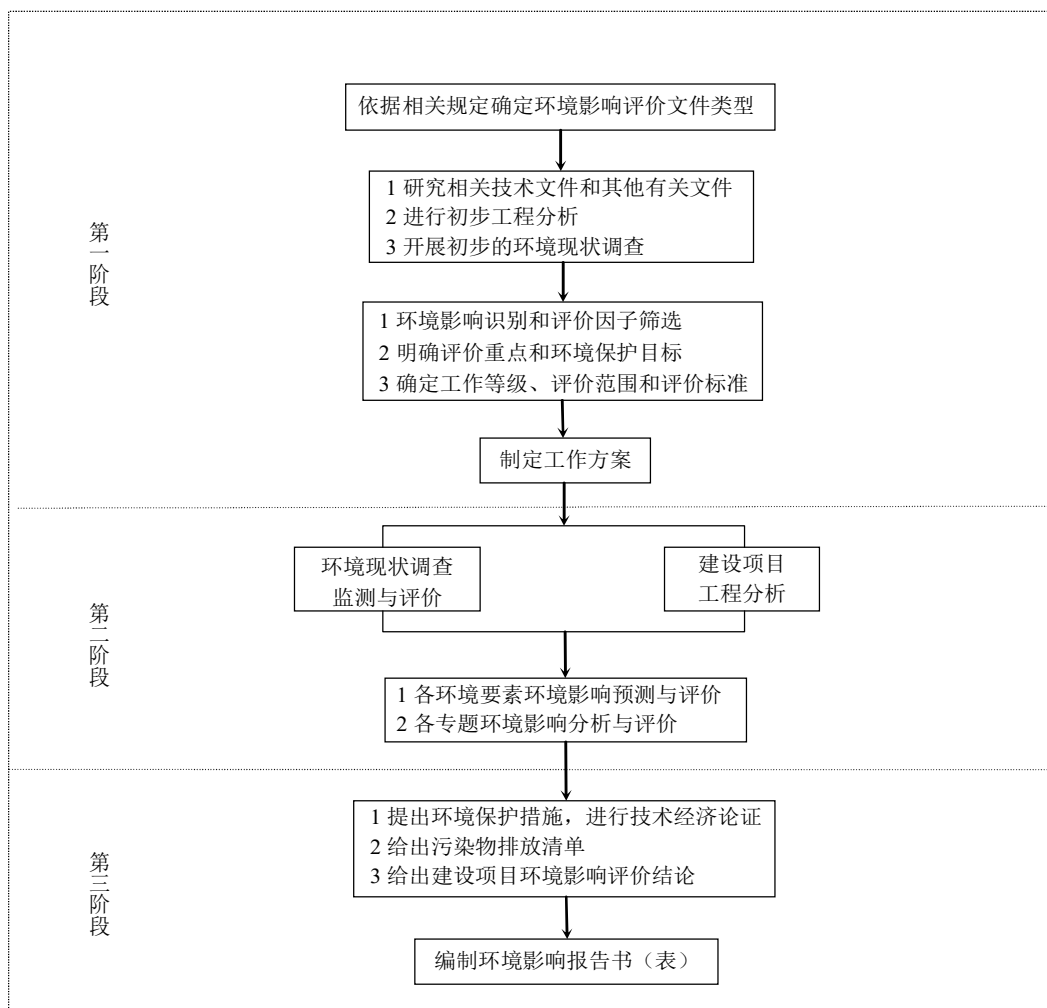 依据相关规定确定环境影响评价文件类型
1 研究相关技术文件和其他有关文件
2 进行初步工程分析
3 开展初步的环境现状调查
第一阶段
1 环境影响识别和评价因子筛选
2 明确评价重点和环境保护目标
3 确定工作等级、评价范围和评价标准
制定工作方案
环境现状调查
监测与评价
建设项目
工程分析
第二阶段
1 各环境要素环境影响预测与评价
2 各专题环境影响分析与评价
1 提出环境保护措施，进行技术经济论证
2 给出污染物排放清单
3 给出建设项目环境影响评价结论
第三阶段
编制环境影响报告书（表）